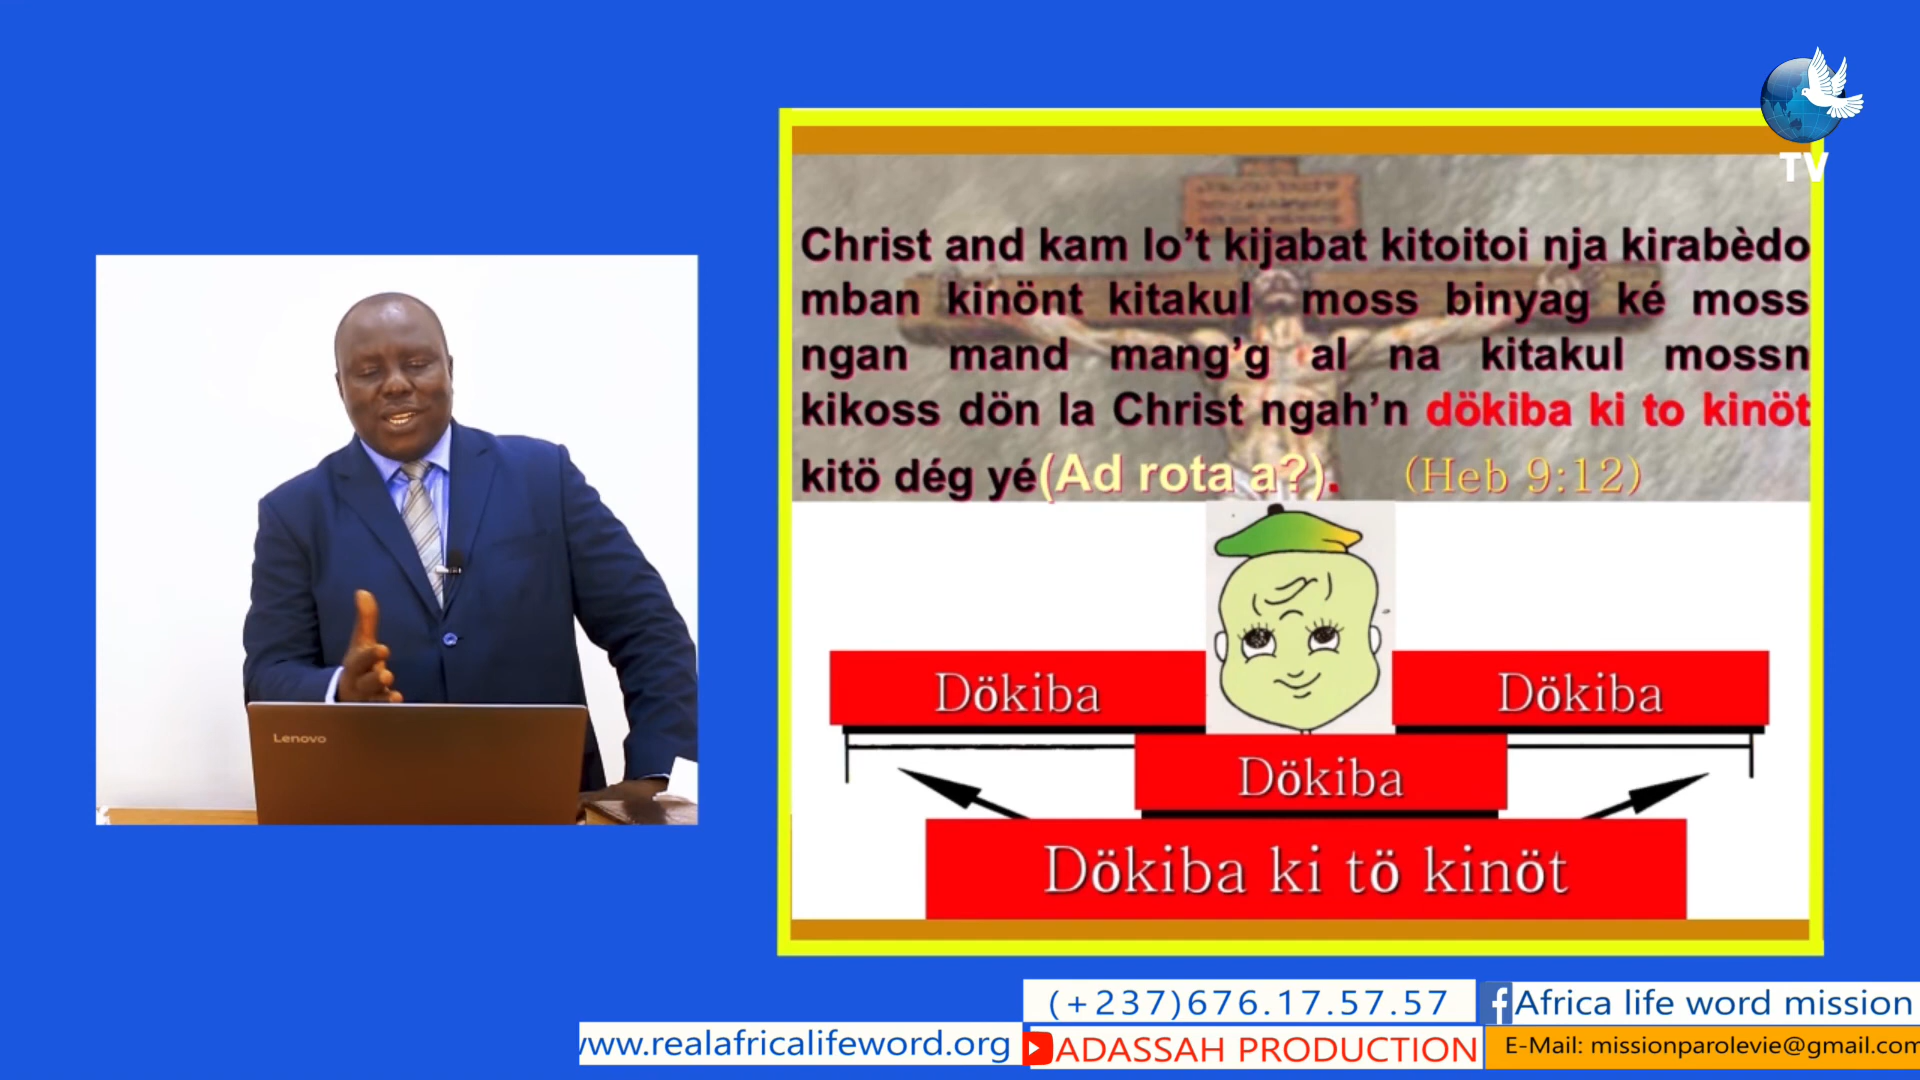 TV
Christ and kam lo’t kijabat kitoitoi nja kirabèdo
mban kinönt kitakul moss binyag ké moss
ngan mand mang’g al na kitakul mossn
kikoss dön la Christ ngah’n dökiba ki to kinöt
kitö dég yé(Ad rota a?). (Heb 9:12)
Dökiba
Dökiba
Dökiba
Dökiba ki tö kinöt
Lenovo
(+237)676.17.57.57
Africa life word mission
www.realafricalifeword.org
ADASSAH PRODUCTION
E-Mail: missionparolevie@gmail.com